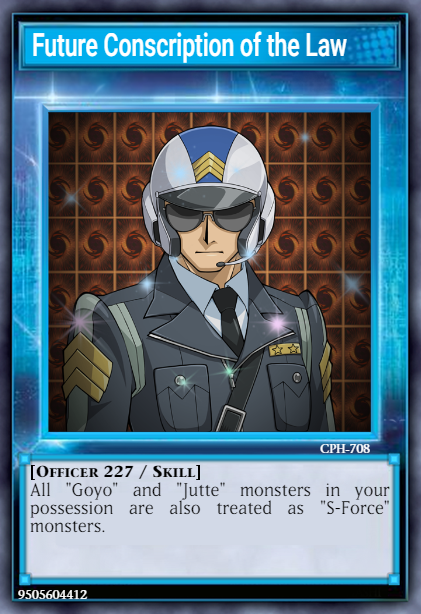 Future Conscription of the Law
CPH-708
[Officer 227 / Skill]
All "Goyo" and "Jutte" monsters in your
possession are also treated as "S-Force"
monsters.
9505604412